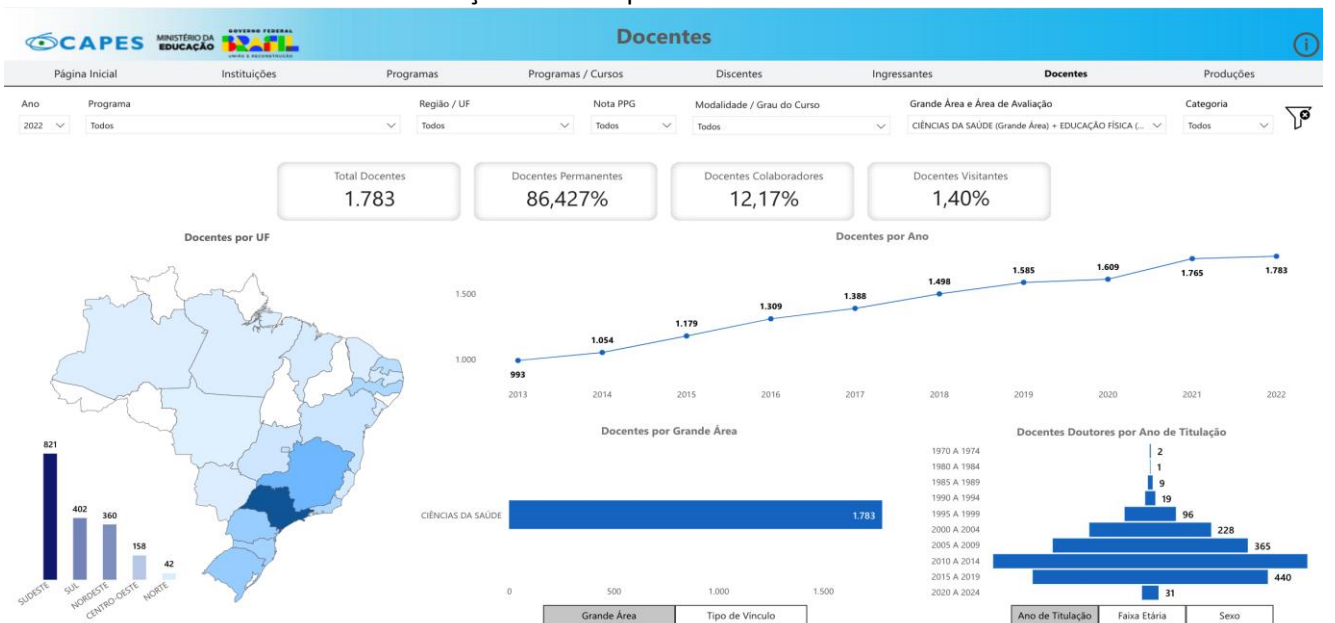 CAPES
MINISTÉRIO DA
EDUCAÇÃO
GOVERNO FEDERAL
BRASIL
UNIÃO E RECONSTRUÇÃO
Docentes
i
Página Inicial Instituições Programas Programas / Cursos Discentes Ingressantes Docentes Produções
Ano Programa Região / UF Nota PPG Modalidade / Grau do Curso Grande Área e Área de Avaliação Categoria
2022 Todos Todos Todos Todos CIÊNCIAS DA SAÚDE (Grande Área) + EDUCAÇÃO FÍSICA (... Todos
Total Docentes
1.783
Docentes Permanentes
86,427%
Docentes Colaboradores
12,17%
Docentes Visitantes
1,40%
Docentes por UF
821
402
360
158
42
SUDESTE
SUL
NORDESTE
CENTRO-OESTE
NORTE
Docentes por Ano
1.500
1.000
993
1.054
1.179
1.309
1.388
1.498
1.585
1.609
1.765
1.783
2013 2014 2015 2016 2017 2018 2019 2020 2021 2022
Docentes por Grande Área
CIÊNCIAS DA SAÚDE 1.783
0 500 1.000 1.500
Grande Área Tipo de Vínculo
Docentes Doutores por Ano de Titulação
1970 A 1974 2
1980 A 1984 1
1985 A 1989 9
1990 A 1994 19
1995 A 1999 96
2000 A 2004 228
2005 A 2009 365
2010 A 2014
2015 A 2019 440
2020 A 2024 31
Ano de Titulação Faixa Etária Sexo